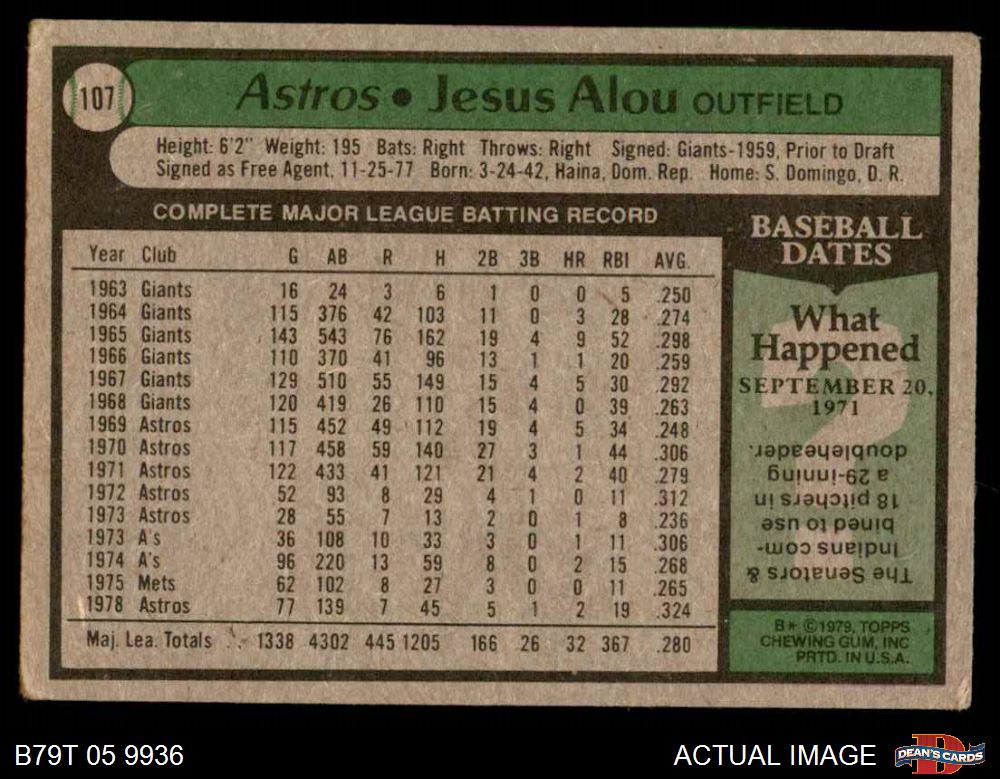 107
Astros • Jesus Alou OUTFIELD
Height: 6'2" Weight: 195 Bats: Right Throws: Right Signed: Giants-1959, Prior to Draft
Signed as Free Agent, 11-25-77 Born: 3-24-42, Haina, Dom. Rep. Home: S. Domingo, D. R.
COMPLETE MAJOR LEAGUE BATTING RECORD
Year Club G AB R H 2B 3B HR RBI AVG.
1963 Giants 16 24 3 6 1 0 0 5 .250
1964 Giants 115 376 42 103 11 0 3 28 .274
1965 Giants 143 543 76 162 19 4 9 52 .298
1966 Giants 110 370 41 96 13 1 1 20 .259
1967 Giants 129 510 55 149 15 4 5 30 .292
1968 Giants 120 419 26 110 15 4 0 39 .263
1969 Astros 115 452 49 112 19 4 5 34 .248
1970 Astros 117 458 59 140 27 3 1 44 .306
1971 Astros 122 433 41 121 21 4 2 40 .279
1972 Astros 52 93 8 29 4 1 0 11 .312
1973 Astros 28 55 7 13 2 0 1 8 .236
1973 A's 36 108 10 33 3 0 1 11 .306
1974 A's 96 220 13 59 8 0 2 15 .268
1975 Mets 62 102 8 27 3 0 0 11 .265
1978 Astros 77 139 7 45 5 1 2 19 .324
Maj. Lea. Totals 1338 4302 445 1205 166 26 32 367 .280
BASEBALL
DATES
What
Happened
SEPTEMBER 20,
1971
The Senators &
Indians com-
bined to use
18 pitchers in
a 29-inning
doubleheader.
B* ©1979, TOPPS
CHEWING GUM, INC
PRTD. IN U.S.A.
B79T 05 9936
ACTUAL IMAGE
DEAN'S CARDS